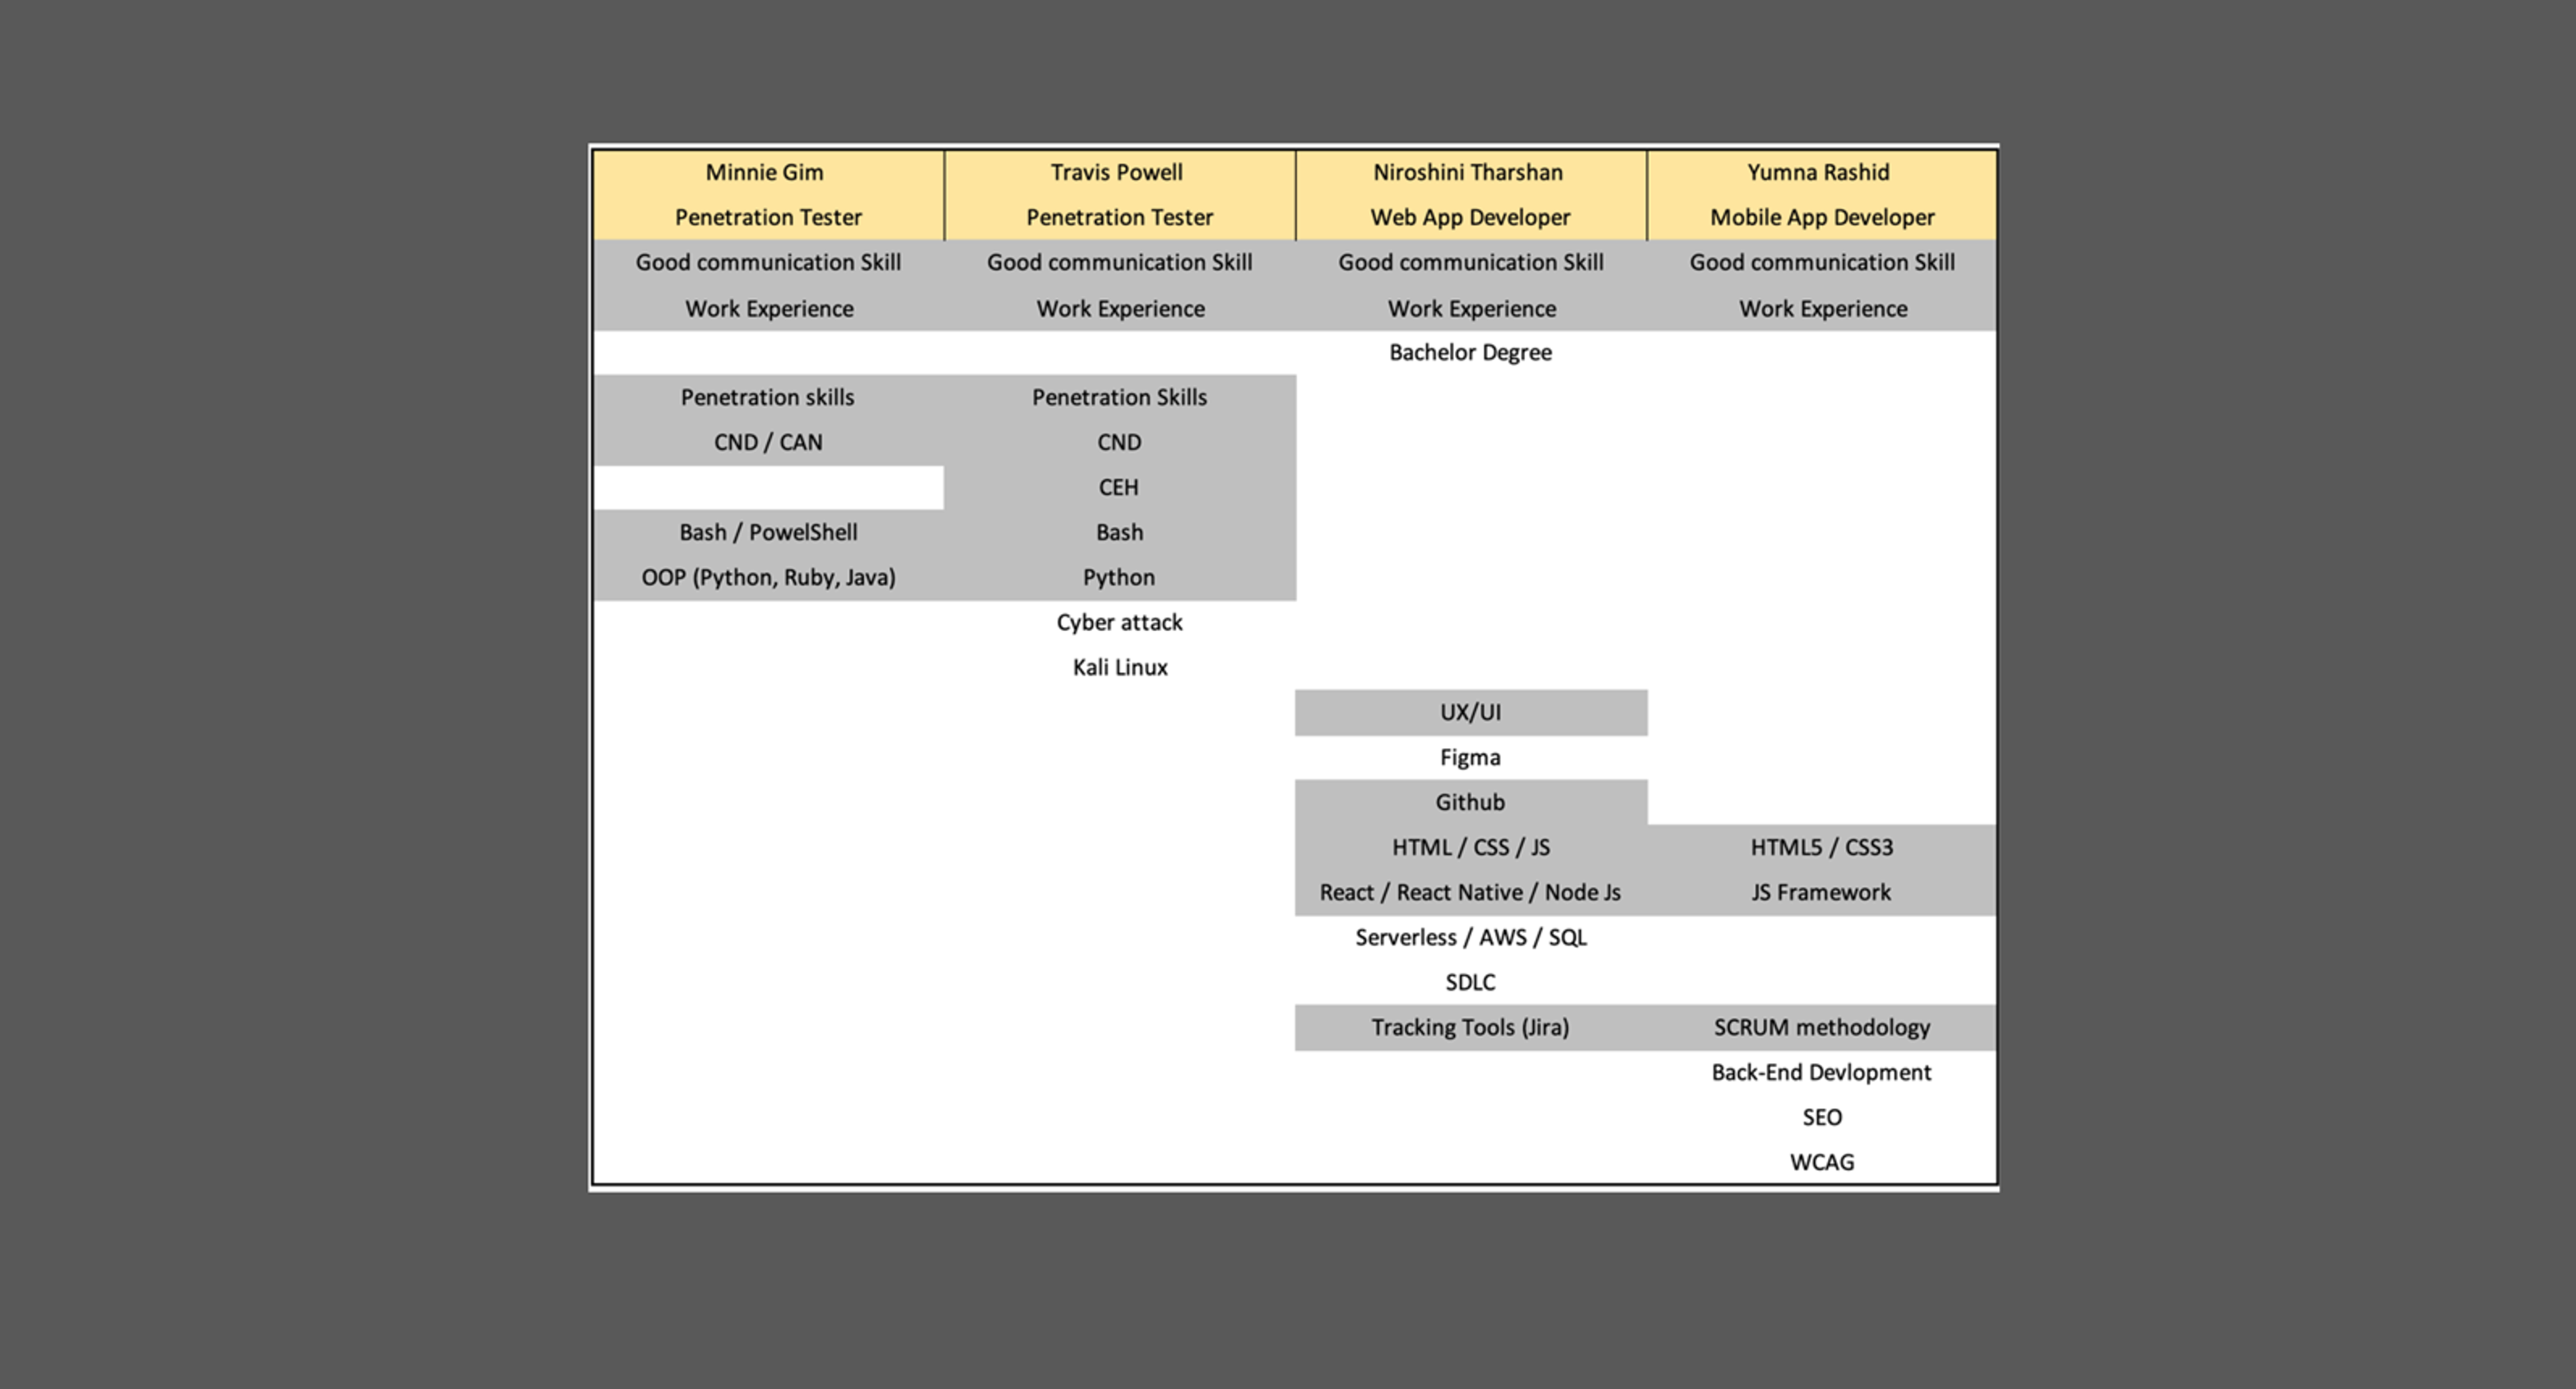 Minnie Gim Travis Powell Niroshini Tharshan Yumna Rashid
Penetration Tester Penetration Tester Web App Developer Mobile App Developer
Good communication Skill Good communication Skill Good communication Skill Good communication Skill
Work Experience Work Experience Work Experience Work Experience
Bachelor Degree
Penetration skills Penetration Skills
CND / CAN CND
CEH
Bash / PowelShell Bash
OOP (Python, Ruby, Java) Python
Cyber attack
Kali Linux
UX/UI
Figma
Github
HTML / CSS / JS HTML5 / CSS3
React / React Native / Node Js JS Framework
Serverless / AWS / SQL
SDLC
Tracking Tools (Jira) SCRUM methodology
Back-End Devlopment
SEO
WCAG